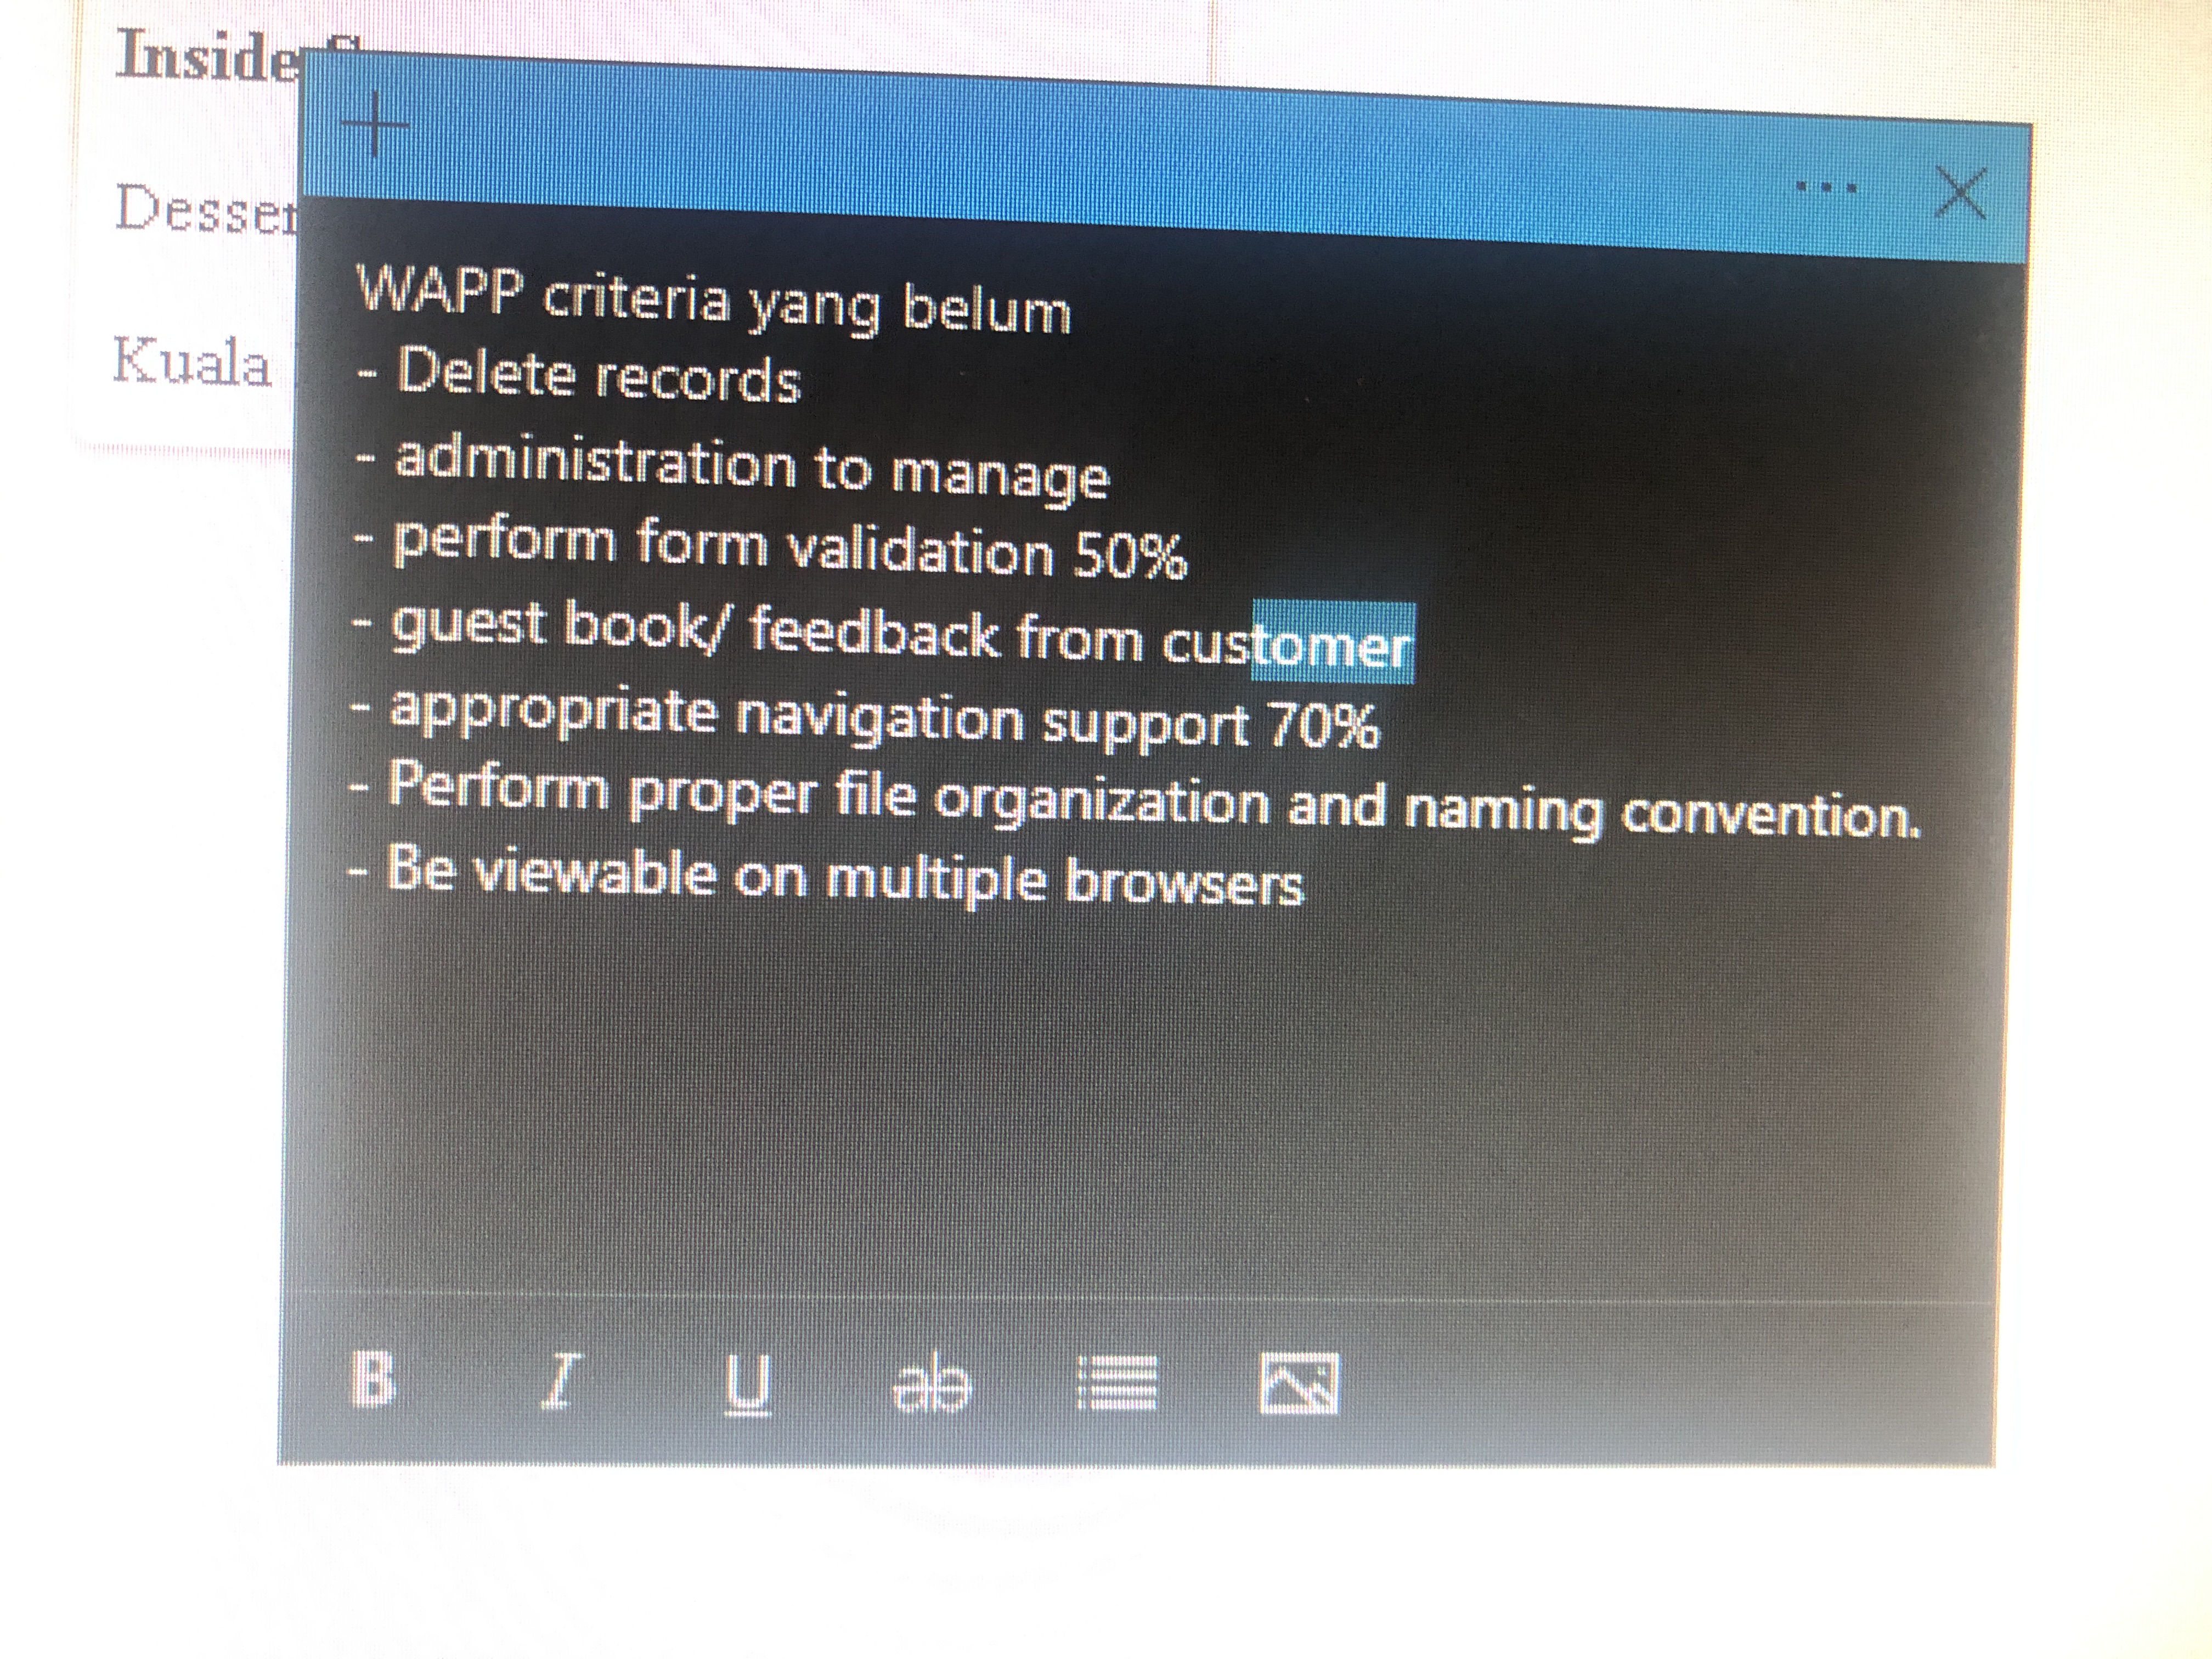 Inside
Desser
Kuala
WAPP criteria yang belum
- Delete records
- administration to manage
- perform form validation 50%
- guest book/ feedback from customer
- appropriate navigation support 70%
- Perform proper file organization and naming convention.
- Be viewable on multiple browsers
B I U ab